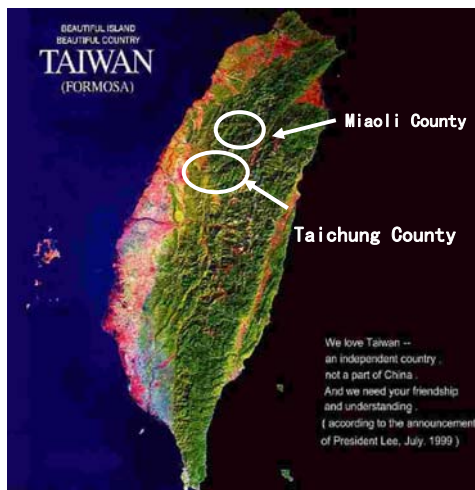 BEAUTIFUL ISLAND
BEAUTIFUL COUNTRY
TAIWAN
(FORMOSA)
Miaoli County
Taichung County
We love Taiwan --
an independent country .
not a part of China .
And we need your friendship
and understanding .
( according to the announcement
of President Lee, July. 1999 )